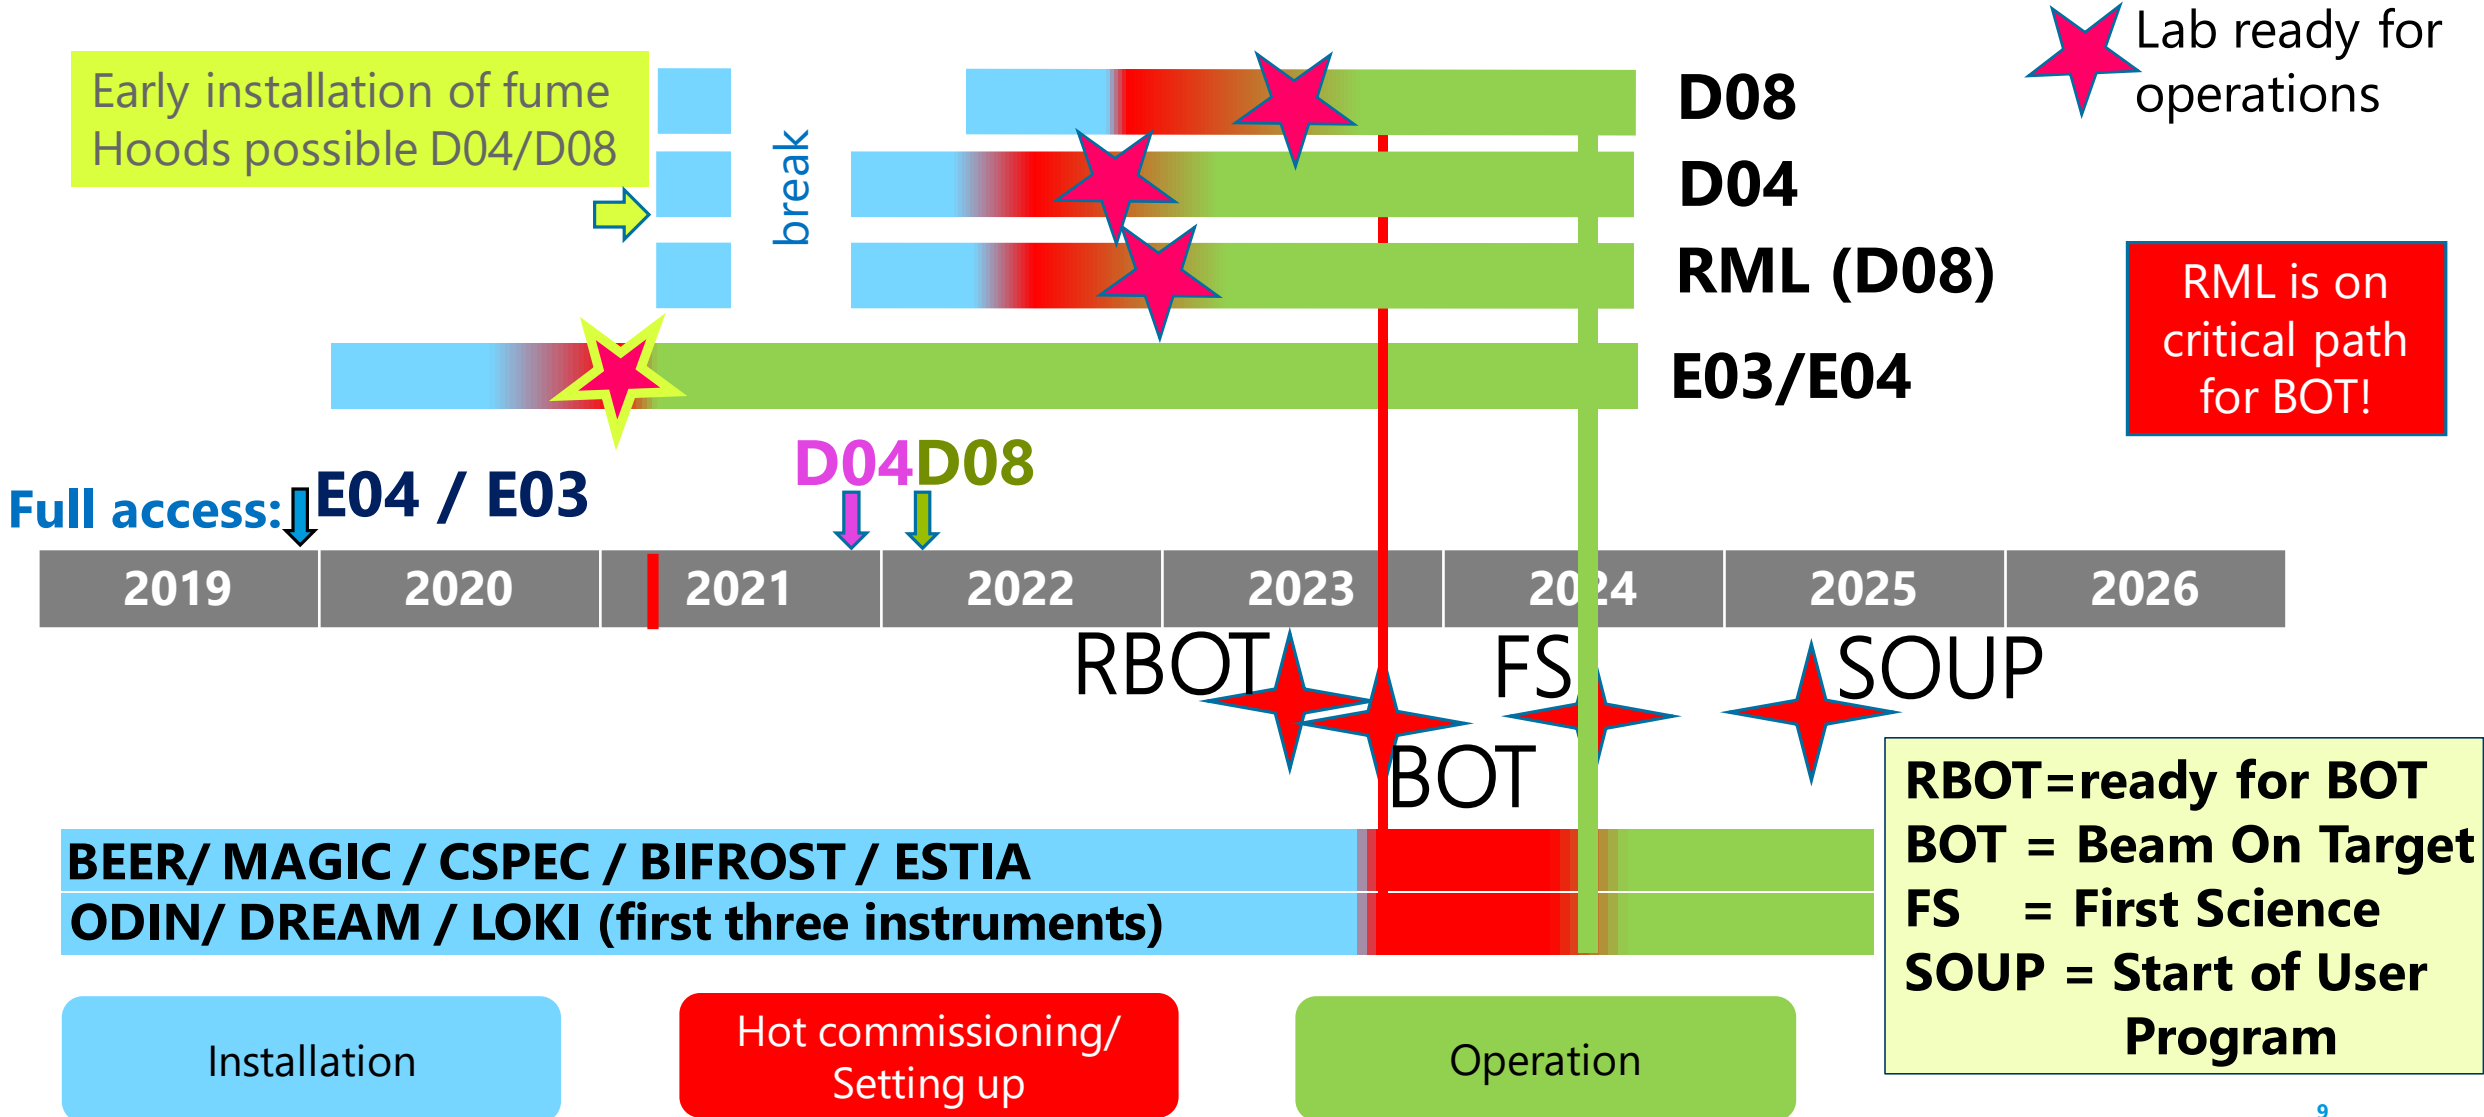 Lab ready for
operations
Early installation of fume
Hoods possible D04/D08
break
D08
D04
RML (D08)
E03/E04
RML is on
critical path
for BOT!
Full access:
E04 / E03
D04
D08
2019
2020
2021
2022
2023
2024
2025
2026
RBOT
BOT
FS
SOUP
BEER/ MAGIC / CSPEC / BIFROST / ESTIA
ODIN/ DREAM / LOKI (first three instruments)
RBOT=ready for BOT
BOT = Beam On Target
FS = First Science
SOUP = Start of User
Program
Installation
Hot commissioning/
Setting up
Operation
9